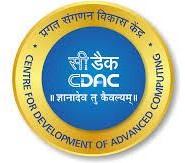 प्रगत संगणन विकास केंद्र
सी डैक
CDAC
॥ ज्ञानादेव तु कैवल्यम् ॥
CENTRE FOR DEVELOPMENT OF ADVANCED COMPUTING